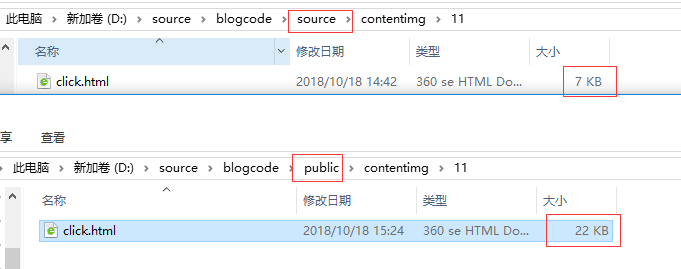 此电脑 > 新加卷 (D:) > source > blogcode > source > contentimg > 11
名称 修改日期 类型 大小
click.html 2018/10/18 14:42 360 se HTML Do... 7 KB
享 查看
此电脑 > 新加卷 (D:) > source > blogcode > public > contentimg > 11
名称 修改日期 类型 大小
click.html 2018/10/18 15:24 360 se HTML Do... 22 KB